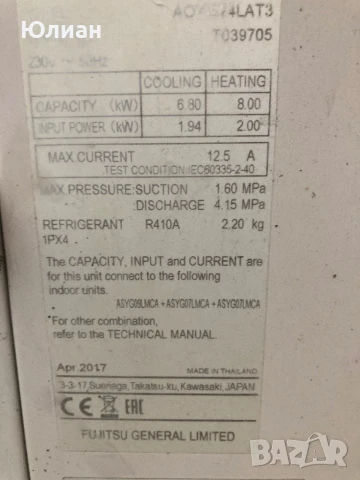 Юлиан
T039705
230V ~ 50Hz
COOLING HEATING
CAPACITY (kW) 6.80 8.00
INPUT POWER (kW) 1.94 2.00
MAX.CURRENT 12.5 A
TEST CONDITION:IEC60335-2-40
MAX.PRESSURE:SUCTION 1.60 MPa
:DISCHARGE 4.15 MPa
REFRIGERANT R410A 2.20 kg
IPX4
The CAPACITY, INPUT and CURRENT are
for this unit connect to the following
indoor units.
ASYG09LMCA + ASYG07LMCA + ASYG07LMCA
*For other combination,
refer to the TECHNICAL MANUAL.
Apr.2017 MADE IN THAILAND
3-3-17,Suenaga,Takatsu-ku,Kawasaki,JAPAN
CE EAC
FUJITSU GENERAL LIMITED
BAZAR